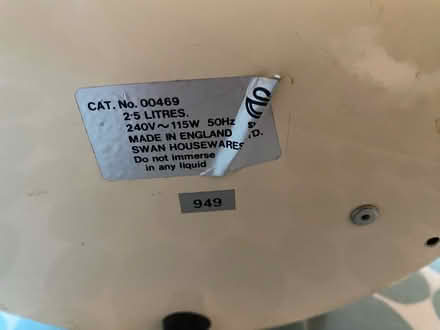 CAT. No. 00469
2·5 LITRES.
240V~115W 50Hz
MADE IN ENGLAND
SWAN HOUSEWARES TD.
Do not immerse
in any liquid
949